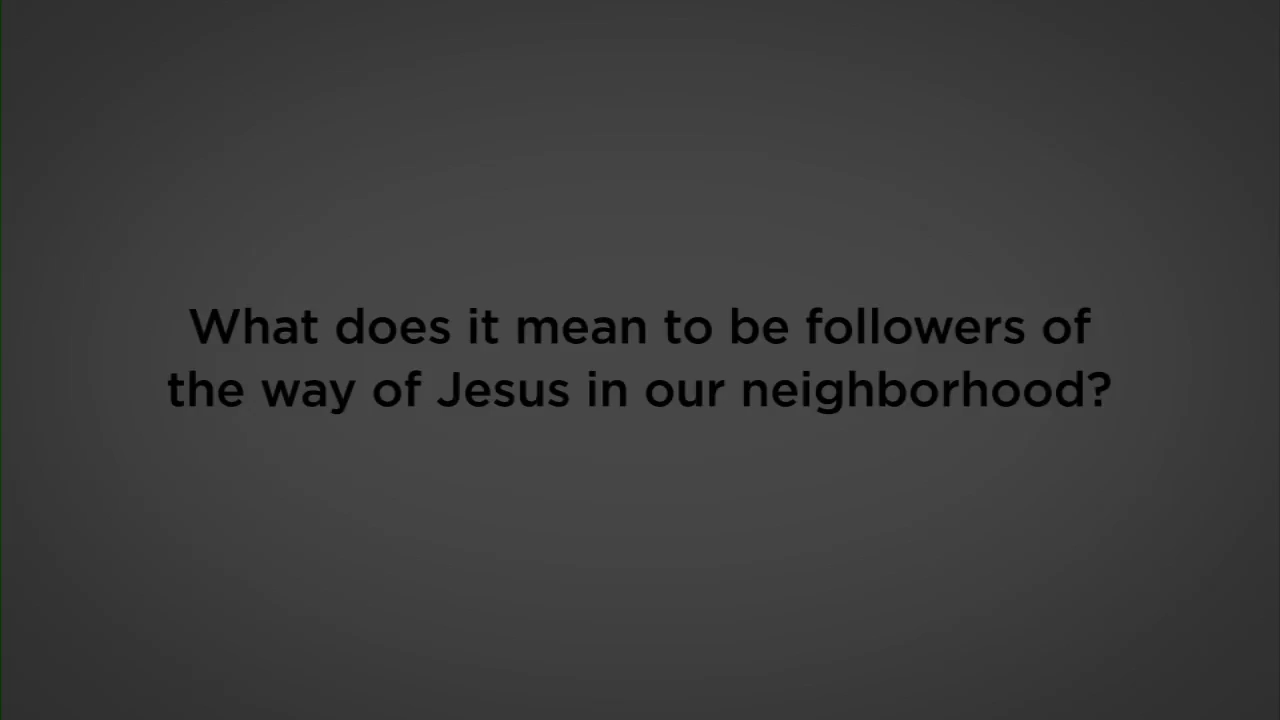 What does it mean to be followers of
the way of Jesus in our neighborhood?